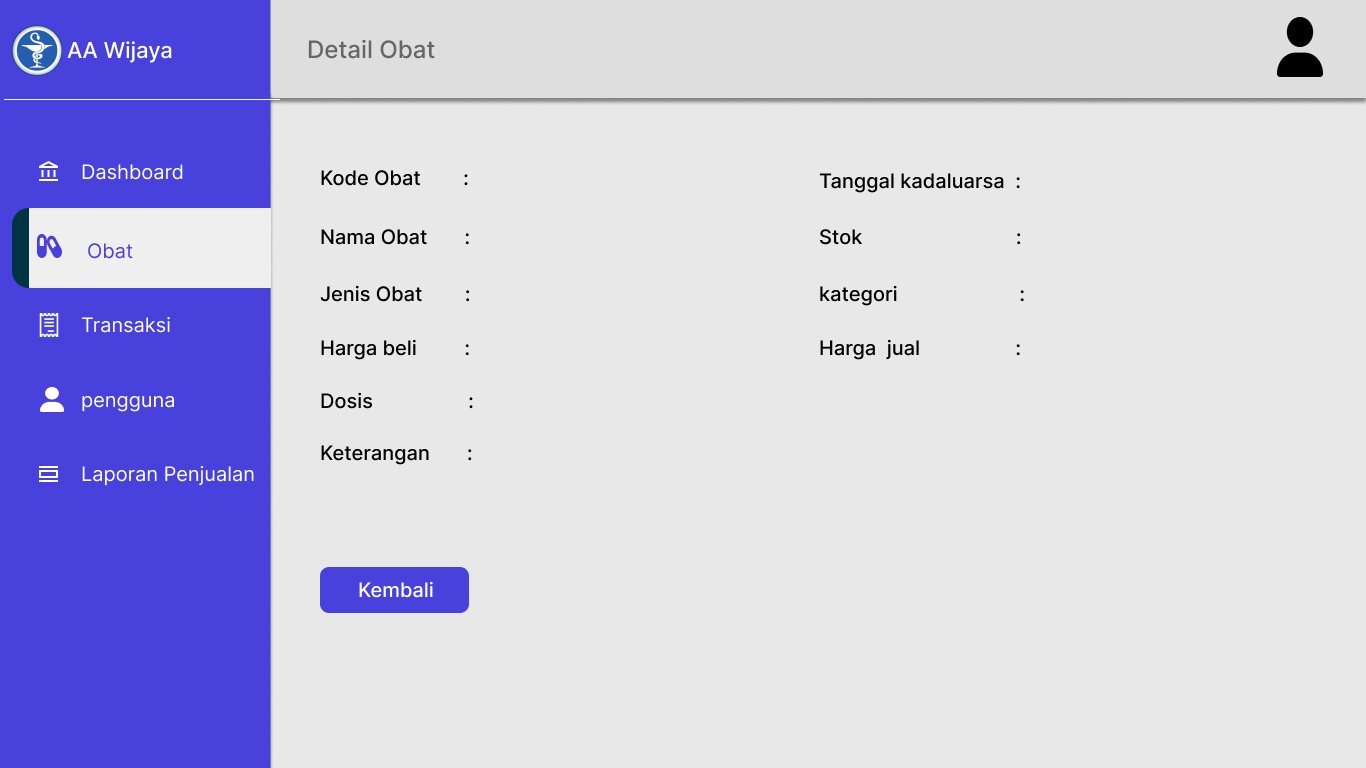 AA Wijaya
Detail Obat
Dashboard
Obat
Transaksi
pengguna
Laporan Penjualan
Kode Obat :
Nama Obat :
Jenis Obat :
Harga beli :
Dosis :
Keterangan :
Tanggal kadaluarsa :
Stok :
kategori :
Harga jual :
Kembali